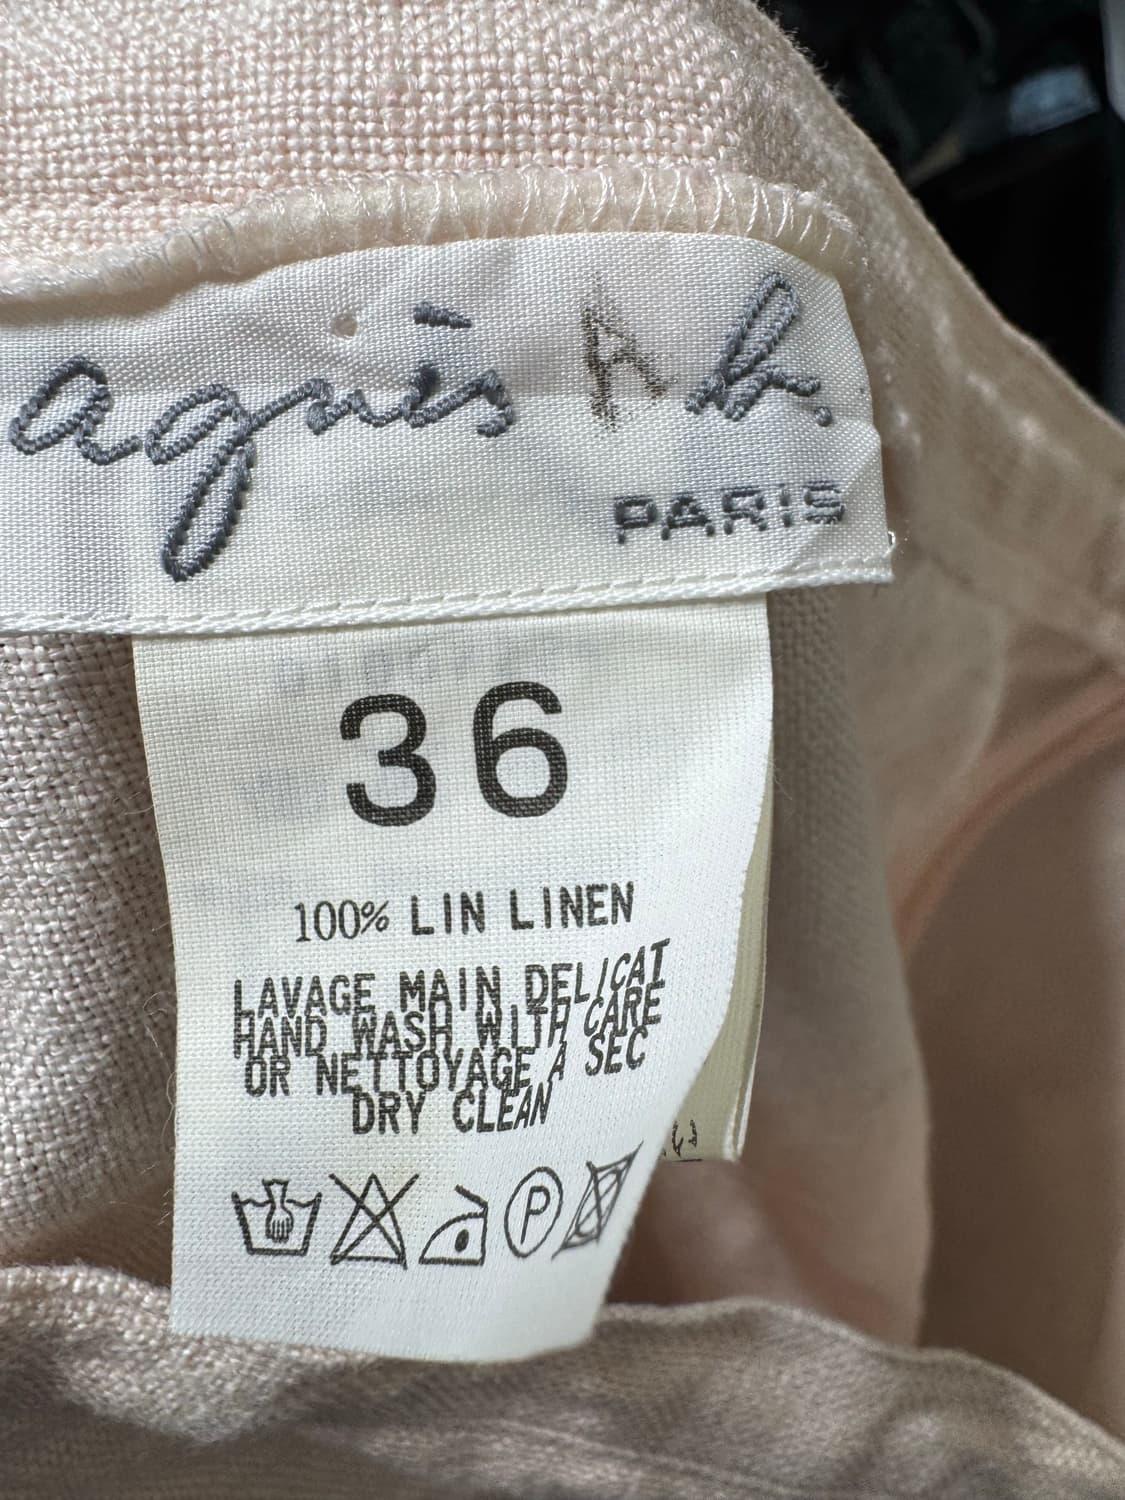 agnès A b.
PARIS
36
100% LIN LINEN
LAVAGE MAIN DELICAT
HAND WASH WITH CARE
OR NETTOYAGE A SEC
DRY CLEAN
P